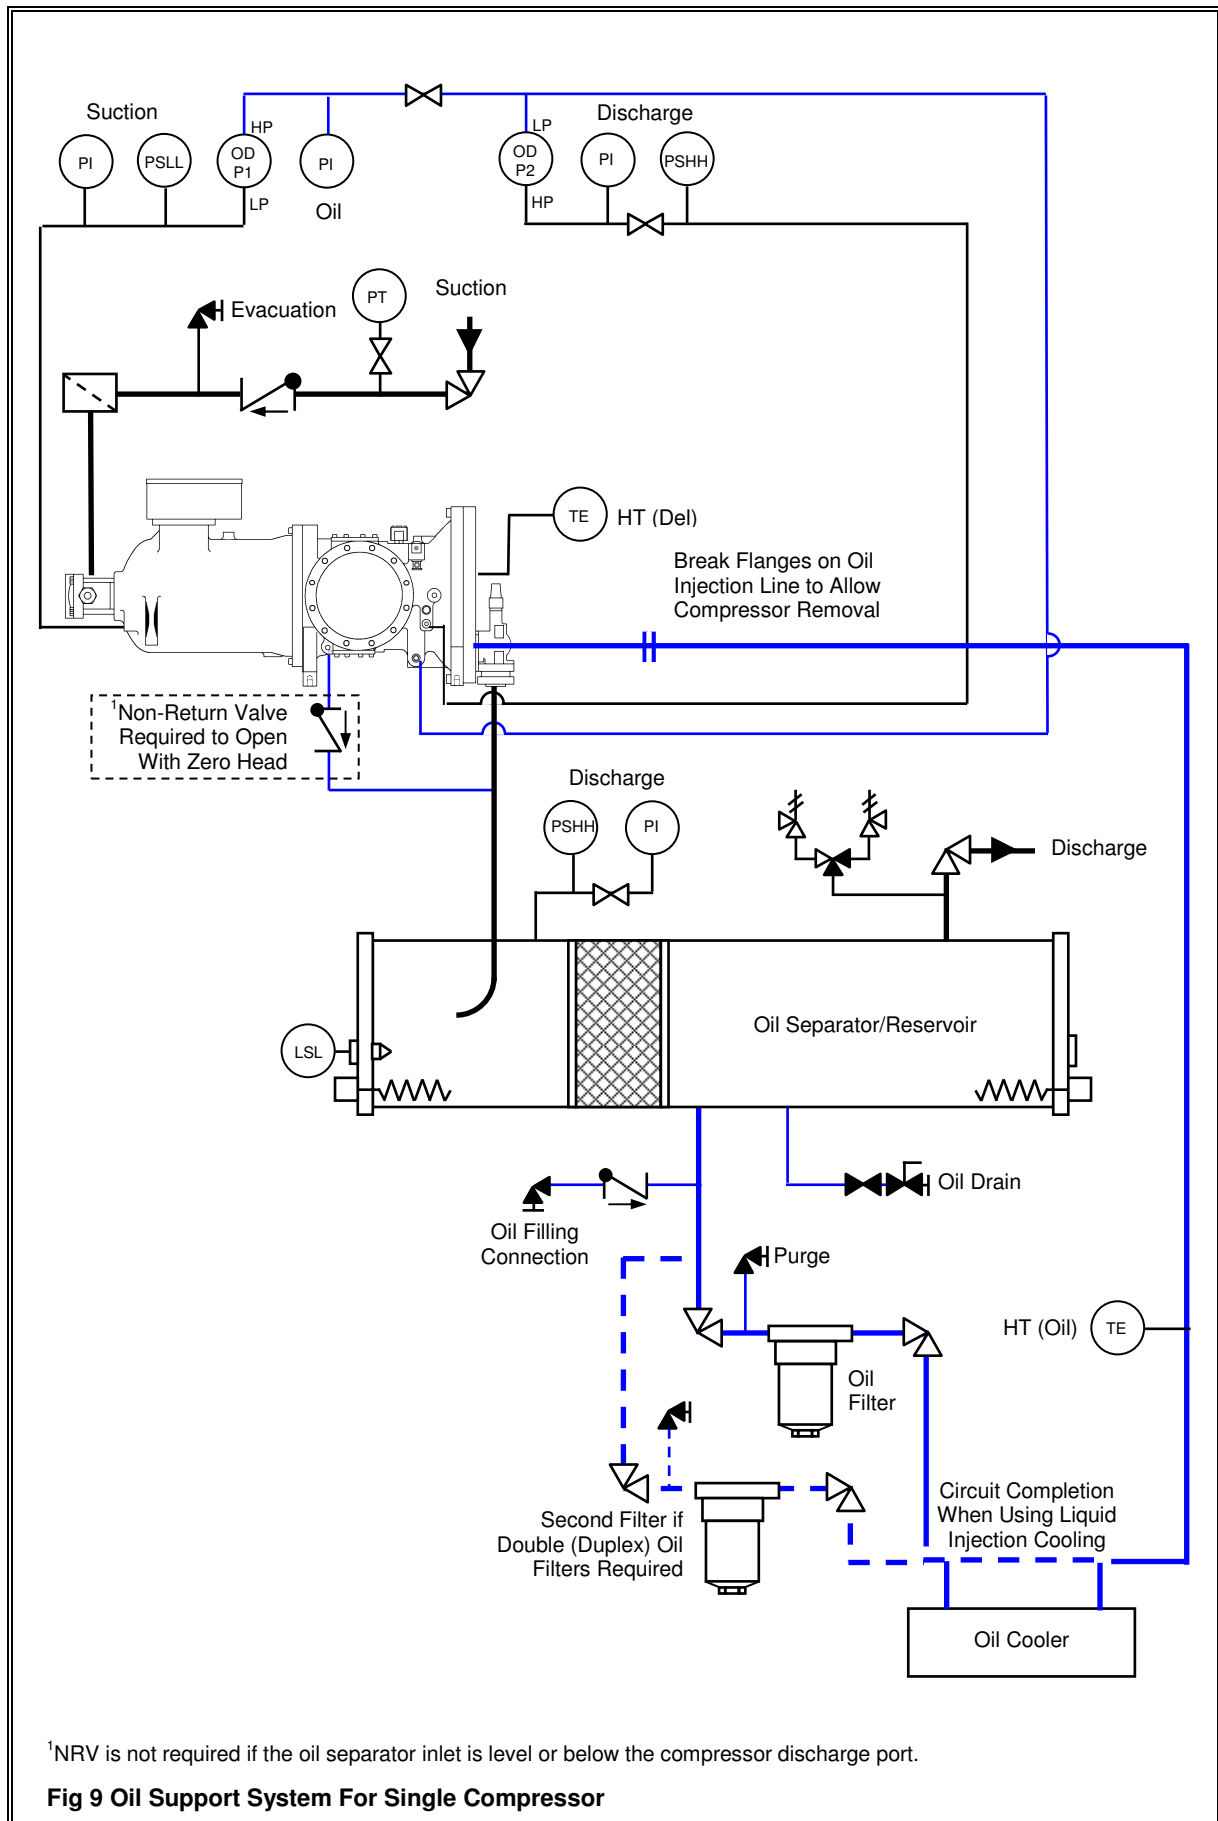 Suction
PI
PSLL
HP
OD
P1
LP
PI
Oil
LP
OD
P2
HP
Discharge
PI
PSHH
Evacuation
PT
Suction
TE
HT (Del)
Break Flanges on Oil
Injection Line to Allow
Compressor Removal
1Non-Return Valve
Required to Open
With Zero Head
Discharge
PSHH
PI
Discharge
LSL
Oil Separator/Reservoir
Oil Filling
Connection
Oil Drain
Purge
HT (Oil)
TE
Oil
Filter
Second Filter if
Double (Duplex) Oil
Filters Required
Circuit Completion
When Using Liquid
Injection Cooling
Oil Cooler
1NRV is not required if the oil separator inlet is level or below the compressor discharge port.
Fig 9 Oil Support System For Single Compressor